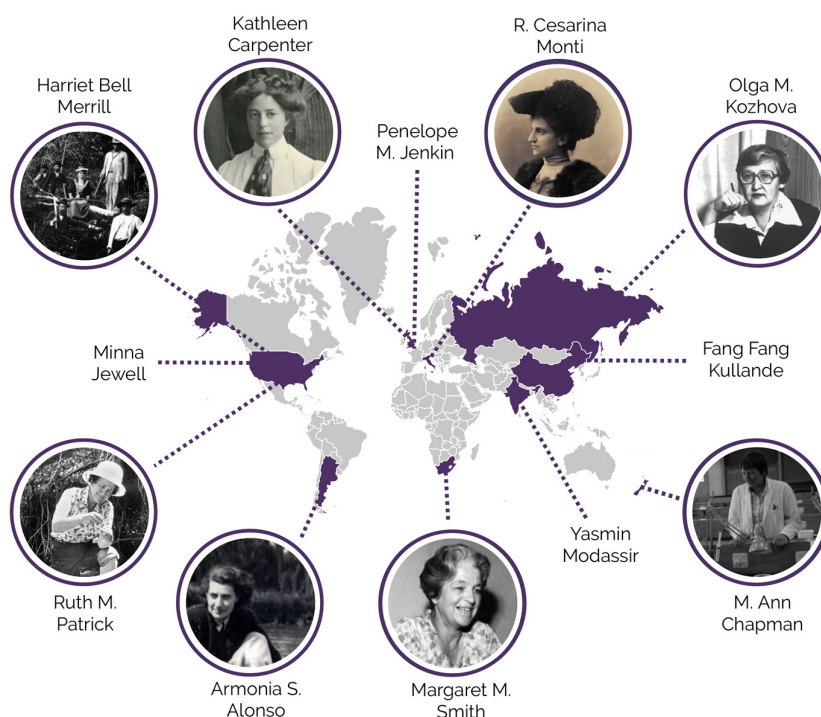 Kathleen
Carpenter
R. Cesarina
Monti
Harriet Bell
Merrill
Olga M.
Kozhova
Penelope
M. Jenkin
Minna
Jewell
Fang Fang
Kullande
Yasmin
Modassir
Ruth M.
Patrick
M. Ann
Chapman
Armonia S.
Alonso
Margaret M.
Smith